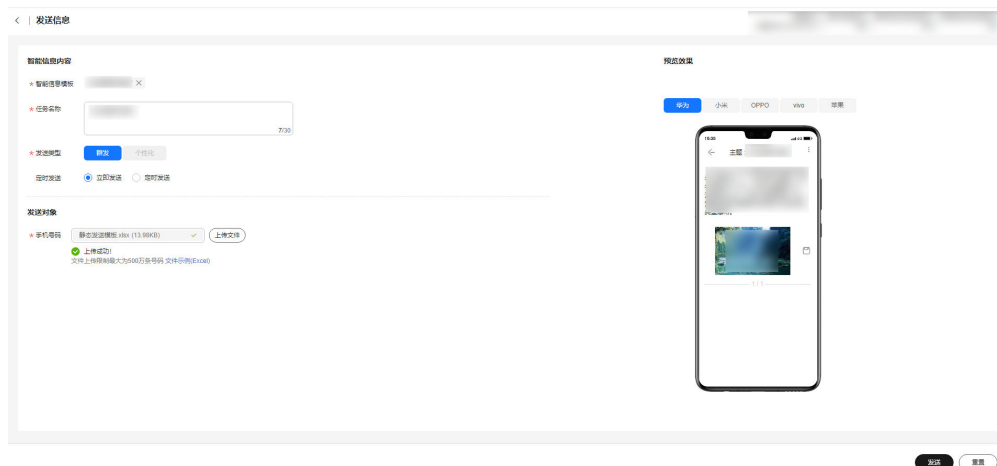 发送信息
智能信息内容
* 智能信息模板
* 任务名称
7/30
* 发送类型 群发 个性化
定时发送 立即发送 定时发送
发送对象
* 手机号码 静态发送模板.xlsx (13.98KB) 上传文件
上传成功!
文件上传限制最大为500万条号码 文件示例(Excel)
预览效果
华为 小米 OPPO vivo 苹果
主题
1 / 1
发送 重置